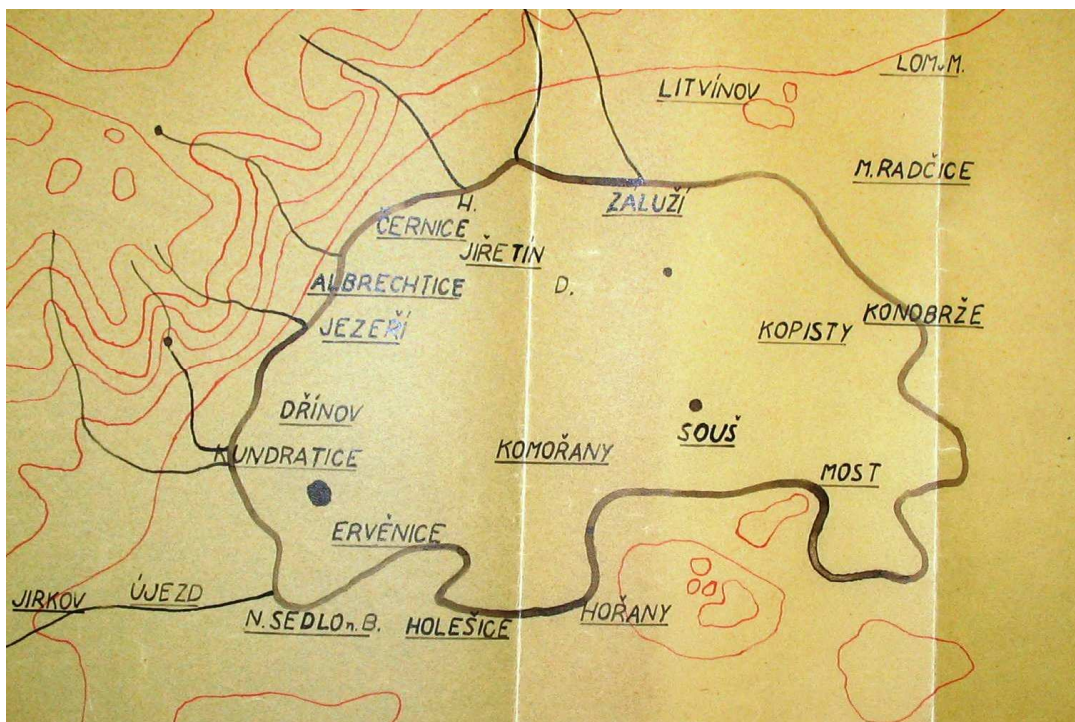 LOM u M.
LITVÍNOV
M. RADČICE
ZÁLUŽÍ
H.
ČERNICE
JIŘETÍN
D.
ALBRECHTICE
JEZEŘÍ
KONOBRŽE
KOPISTY
DŘÍNOV
SOUŠ
KUNDRATICE
KOMOŘANY
MOST
ERVĚNICE
JIRKOV
ÚJEZD
N. SEDLO n. B.
HOLEŠICE
HOŘANY